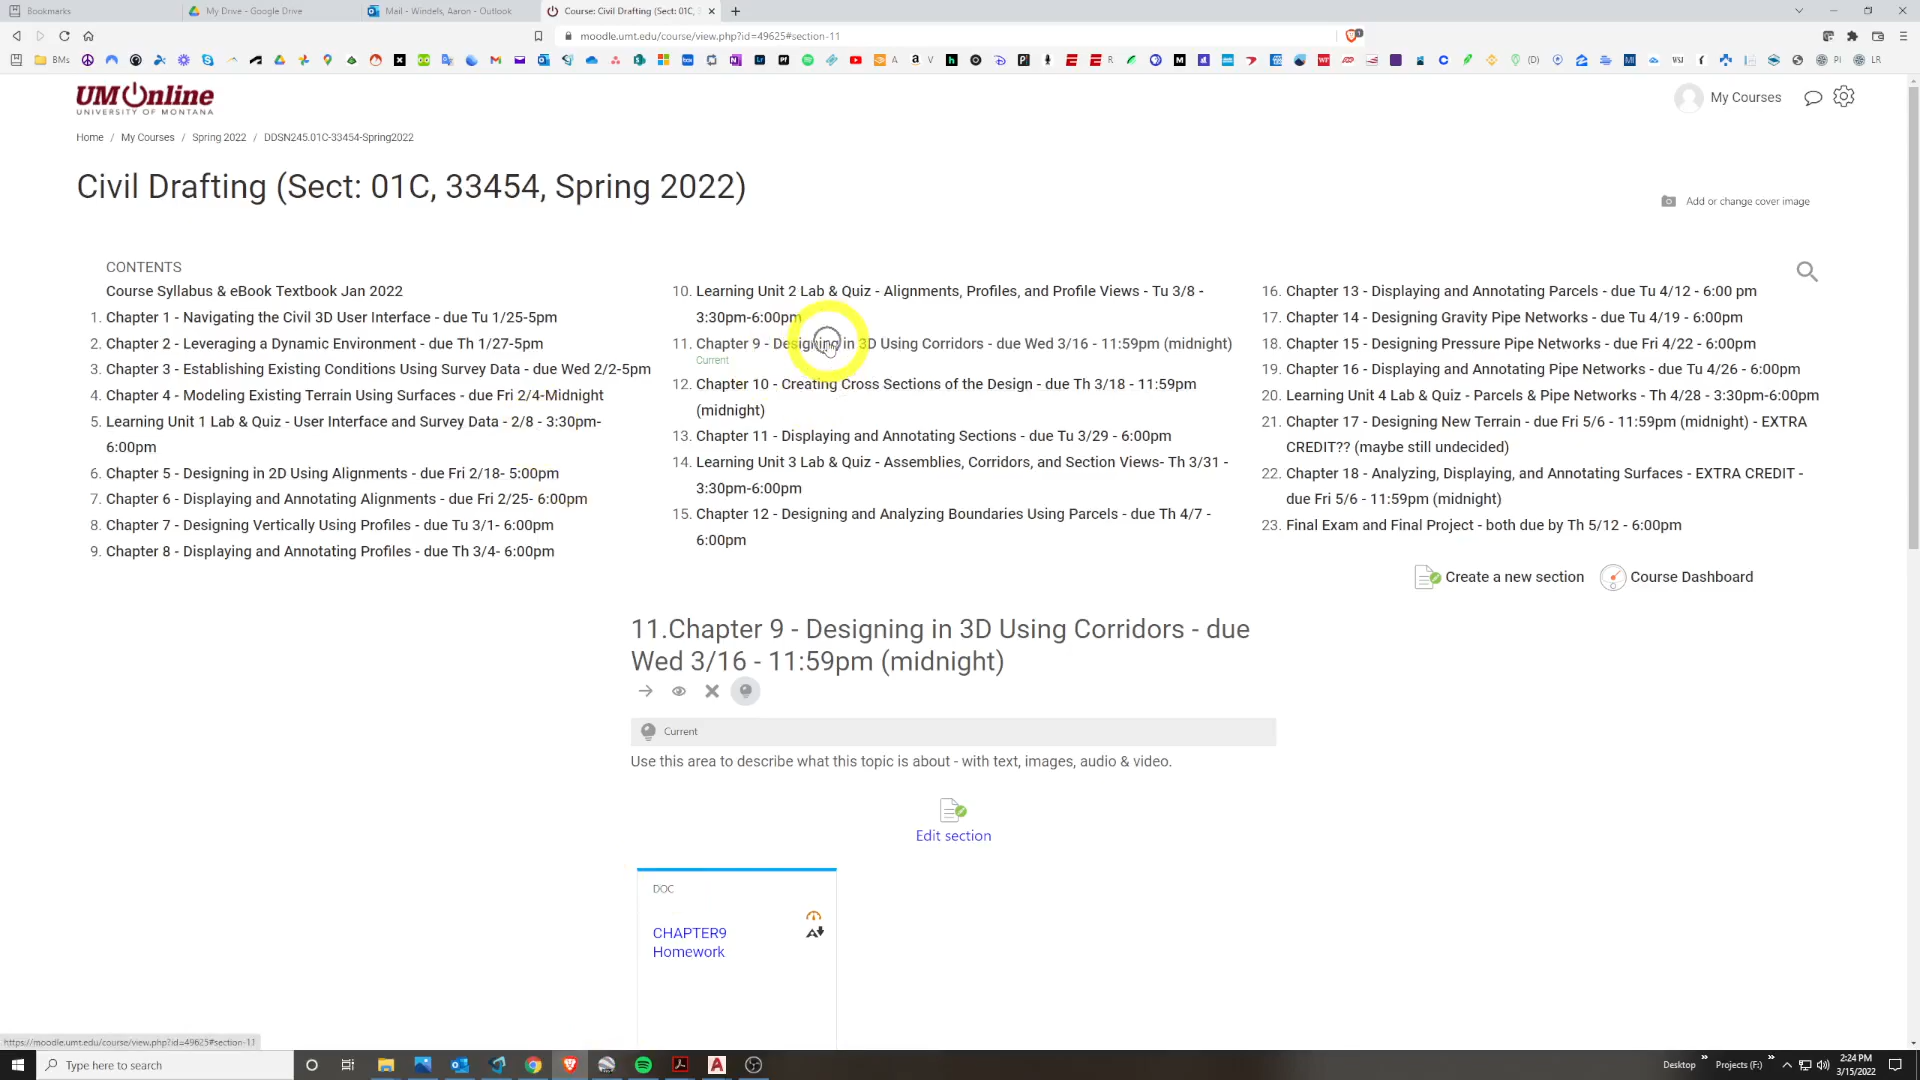 Bookmarks
My Drive - Google Drive
Mail - Windels, Aaron - Outlook
Course: Civil Drafting (Sect: 01C,
moodle.umt.edu/course/view.php?id=49625#section-11
BMs
UM Online
UNIVERSITY OF MONTANA
My Courses
Home / My Courses / Spring 2022 / DDSN245.01C-33454-Spring2022
Civil Drafting (Sect: 01C, 33454, Spring 2022)
Add or change cover image
CONTENTS
Course Syllabus & eBook Textbook Jan 2022
1. Chapter 1 - Navigating the Civil 3D User Interface - due Tu 1/25-5pm
2. Chapter 2 - Leveraging a Dynamic Environment - due Th 1/27-5pm
3. Chapter 3 - Establishing Existing Conditions Using Survey Data - due Wed 2/2-5pm
4. Chapter 4 - Modeling Existing Terrain Using Surfaces - due Fri 2/4-Midnight
5. Learning Unit 1 Lab & Quiz - User Interface and Survey Data - 2/8 - 3:30pm-
6:00pm
6. Chapter 5 - Designing in 2D Using Alignments - due Fri 2/18- 5:00pm
7. Chapter 6 - Displaying and Annotating Alignments - due Fri 2/25- 6:00pm
8. Chapter 7 - Designing Vertically Using Profiles - due Tu 3/1- 6:00pm
9. Chapter 8 - Displaying and Annotating Profiles - due Th 3/4- 6:00pm
10. Learning Unit 2 Lab & Quiz - Alignments, Profiles, and Profile Views - Tu 3/8 -
3:30pm-6:00pm
11. Chapter 9 - Designing in 3D Using Corridors - due Wed 3/16 - 11:59pm (midnight)
Current
12. Chapter 10 - Creating Cross Sections of the Design - due Th 3/18 - 11:59pm
(midnight)
13. Chapter 11 - Displaying and Annotating Sections - due Tu 3/29 - 6:00pm
14. Learning Unit 3 Lab & Quiz - Assemblies, Corridors, and Section Views- Th 3/31 -
3:30pm-6:00pm
15. Chapter 12 - Designing and Analyzing Boundaries Using Parcels - due Th 4/7 -
6:00pm
16. Chapter 13 - Displaying and Annotating Parcels - due Tu 4/12 - 6:00 pm
17. Chapter 14 - Designing Gravity Pipe Networks - due Tu 4/19 - 6:00pm
18. Chapter 15 - Designing Pressure Pipe Networks - due Fri 4/22 - 6:00pm
19. Chapter 16 - Displaying and Annotating Pipe Networks - due Tu 4/26 - 6:00pm
20. Learning Unit 4 Lab & Quiz - Parcels & Pipe Networks - Th 4/28 - 3:30pm-6:00pm
21. Chapter 17 - Designing New Terrain - due Fri 5/6 - 11:59pm (midnight) - EXTRA
CREDIT?? (maybe still undecided)
22. Chapter 18 - Analyzing, Displaying, and Annotating Surfaces - EXTRA CREDIT -
due Fri 5/6 - 11:59pm (midnight)
23. Final Exam and Final Project - both due by Th 5/12 - 6:00pm
Create a new section
Course Dashboard
11.Chapter 9 - Designing in 3D Using Corridors - due
Wed 3/16 - 11:59pm (midnight)
Current
Use this area to describe what this topic is about - with text, images, audio & video.
Edit section
DOC
CHAPTER9
Homework
https://moodle.umt.edu/course/view.php?id=49625#section-11
Type here to search
Desktop
Projects (F:)
2:24 PM
3/15/2022